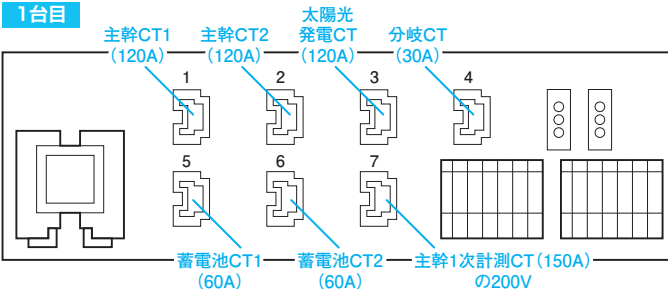 1台目
主幹CT1
(120A)
主幹CT2
(120A)
太陽光
発電CT
(120A)
分岐CT
(30A)
1
2
3
4
5
6
7
蓄電池CT1
(60A)
蓄電池CT2
(60A)
主幹1次計測CT(150A)
の200V